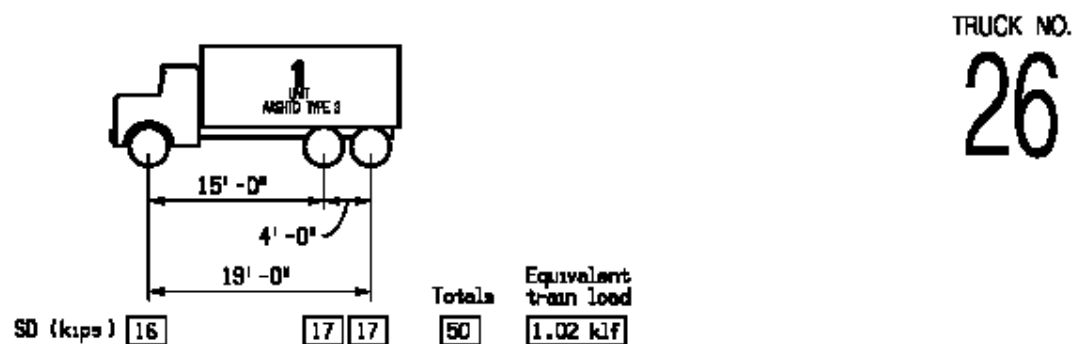 TRUCK NO.
26
1
UNIT
AASHTO TYPE 3
15'-0"
4'-0"
19'-0"
Totals
Equivalent
train load
SD (kips) 16 17 17 50 1.02 klf